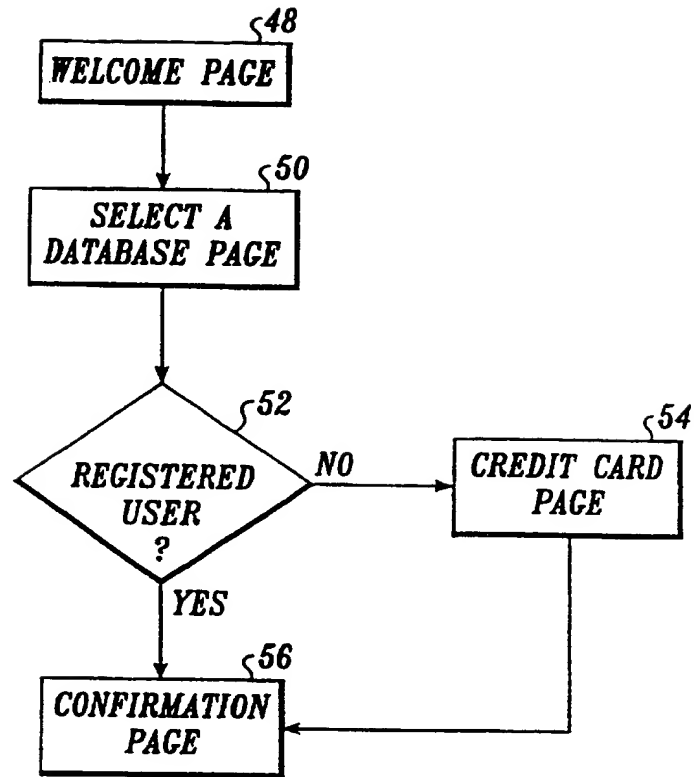 48
WELCOME PAGE
50
SELECT A
DATABASE PAGE
52
REGISTERED
USER
?
NO
54
CREDIT CARD
PAGE
YES
56
CONFIRMATION
PAGE